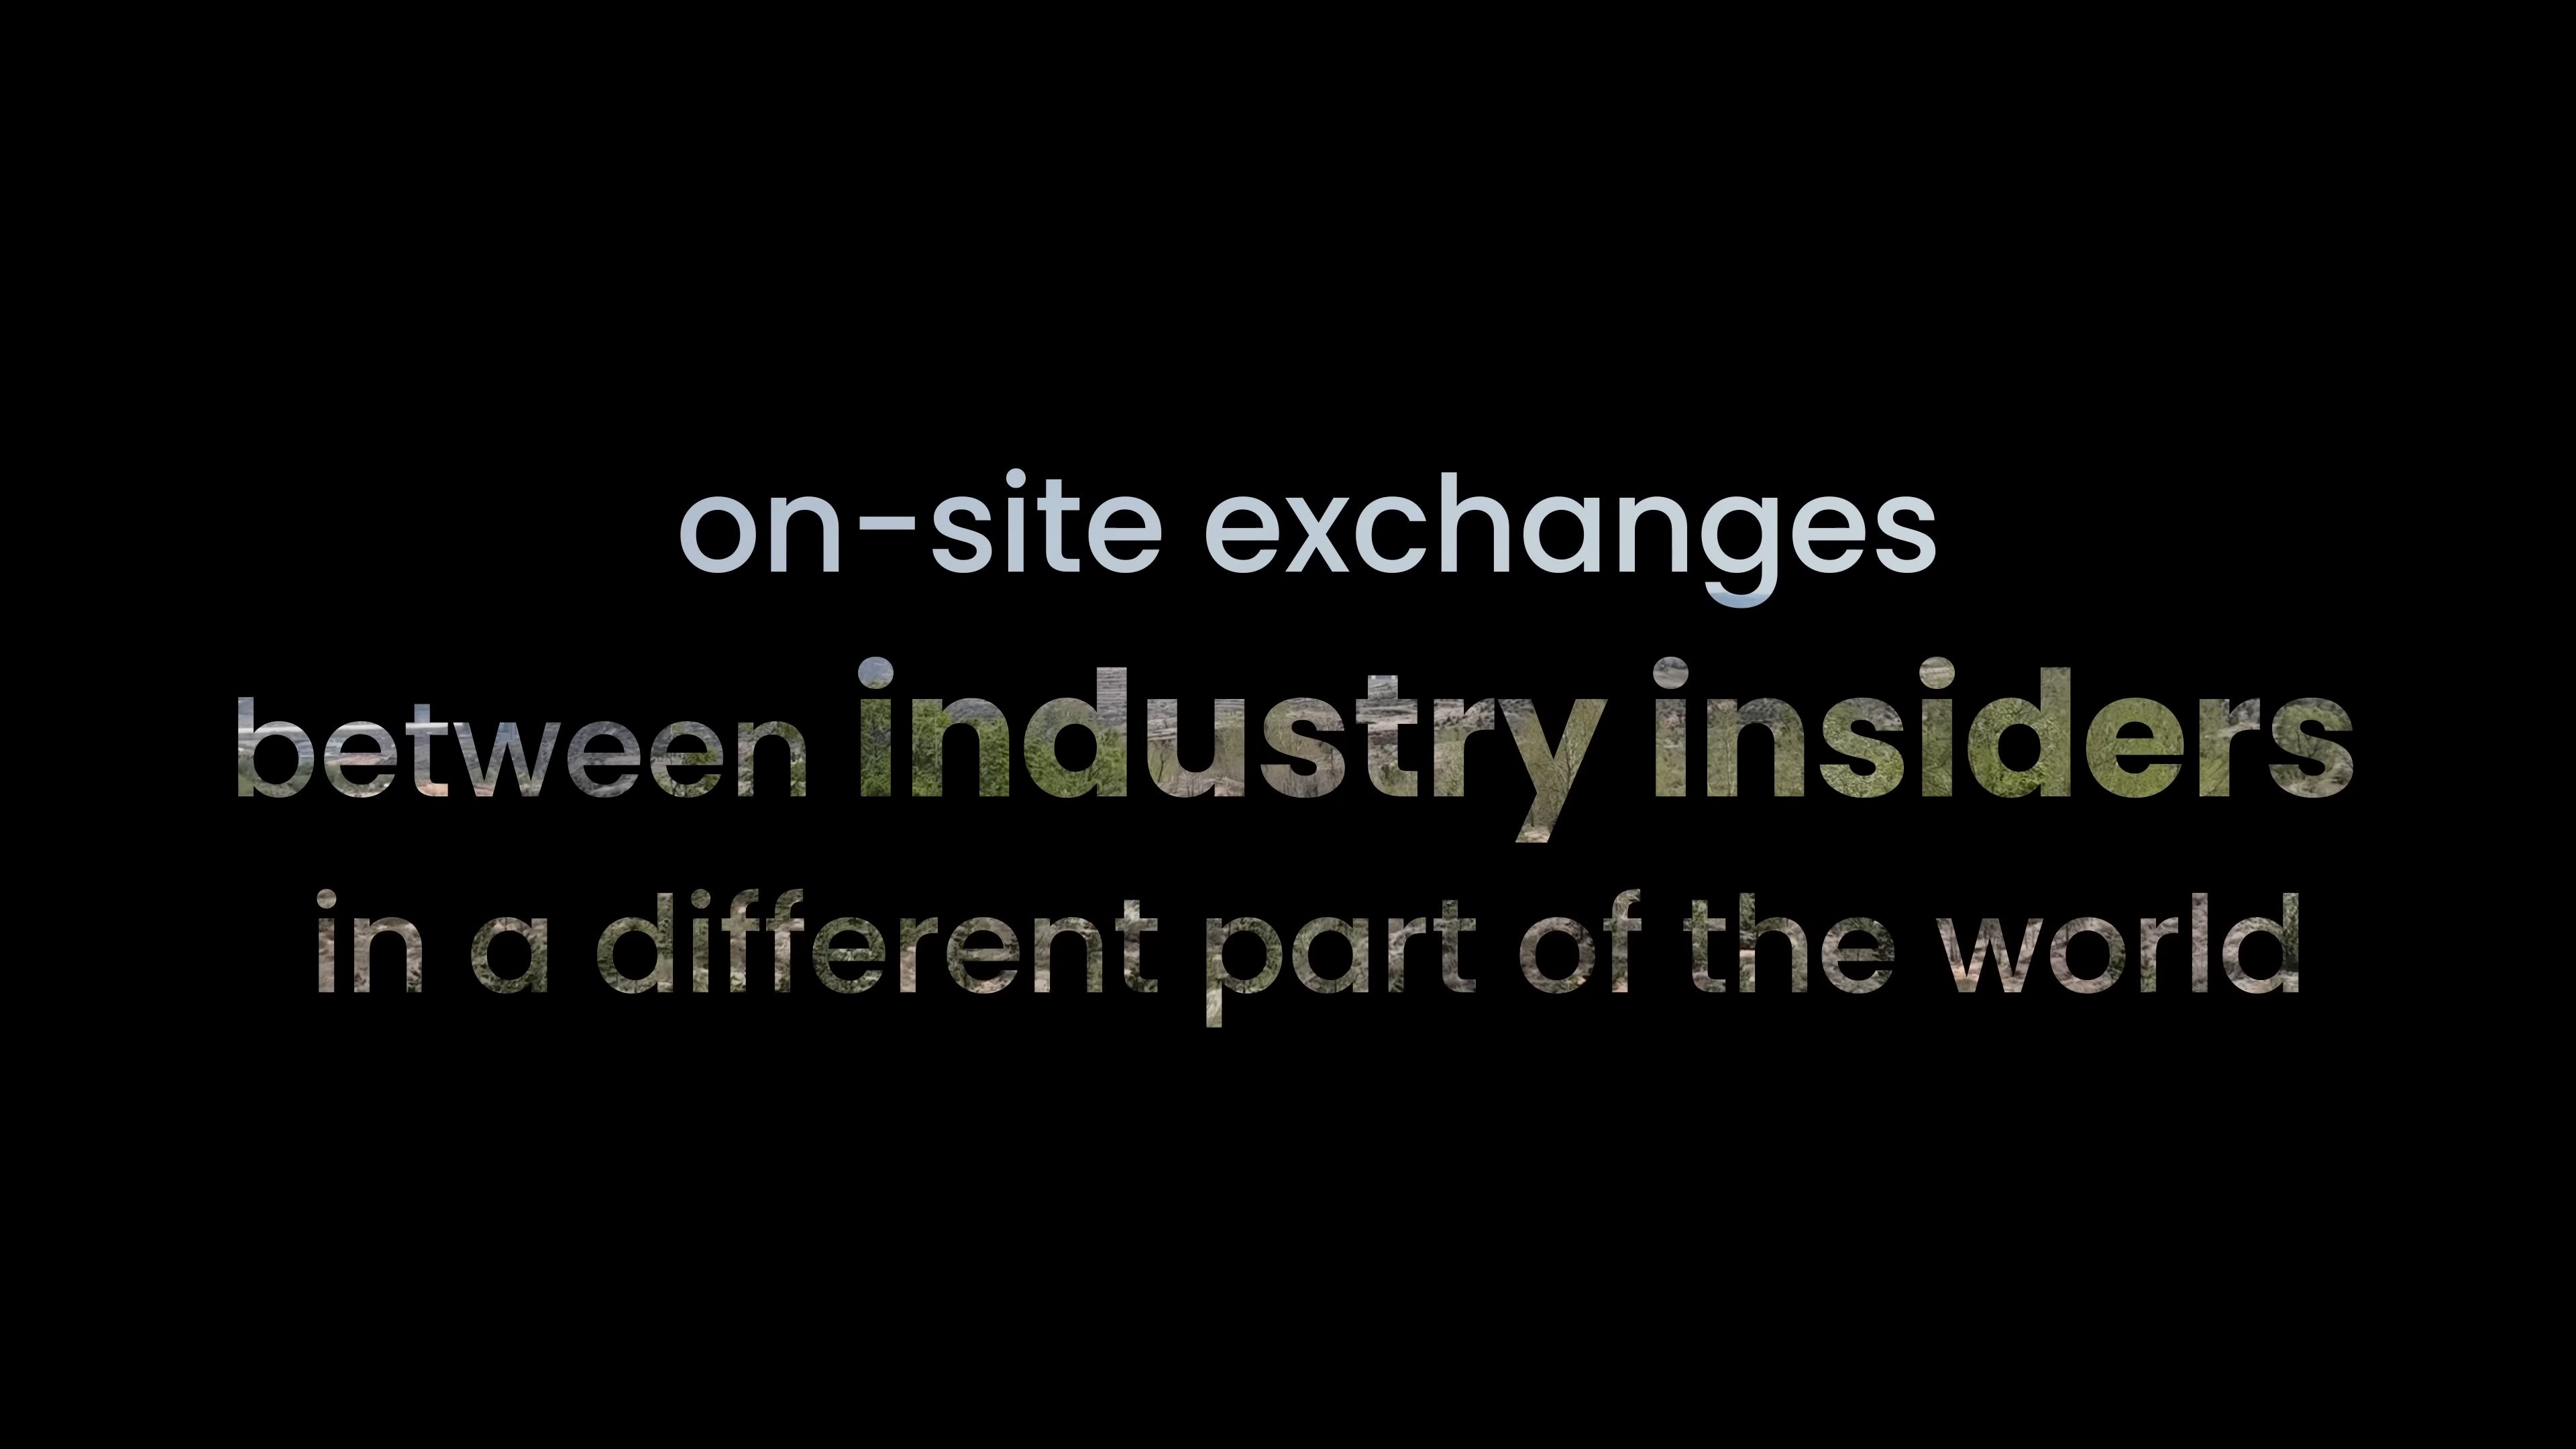 on-site exchanges
between industry insiders
in a different part of the world